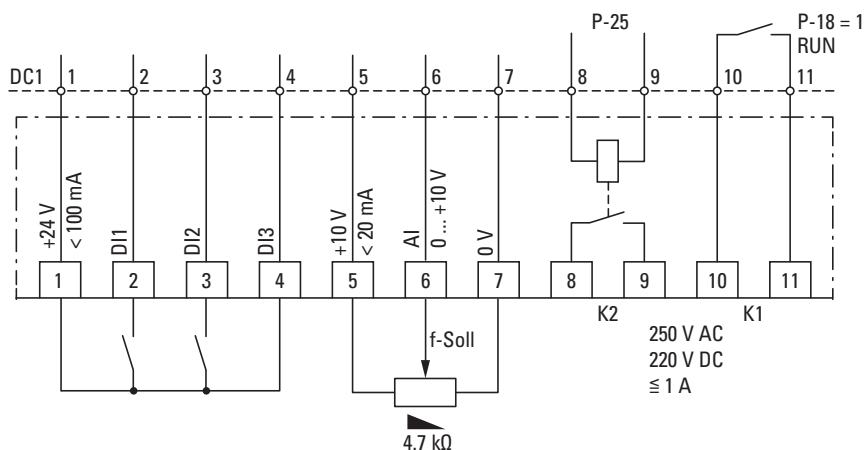 P-25
P-18 = 1
RUN
DC1 1 2 3 4 5 6 7 8 9 10 11
+24 V
< 100 mA
DI1
DI2
DI3
+10 V
< 20 mA
AI
0 ... +10 V
0 V
1 2 3 4 5 6 7 8 9 10 11
K2
K1
250 V AC
220 V DC
≦ 1 A
f-Soll
4.7 kΩ